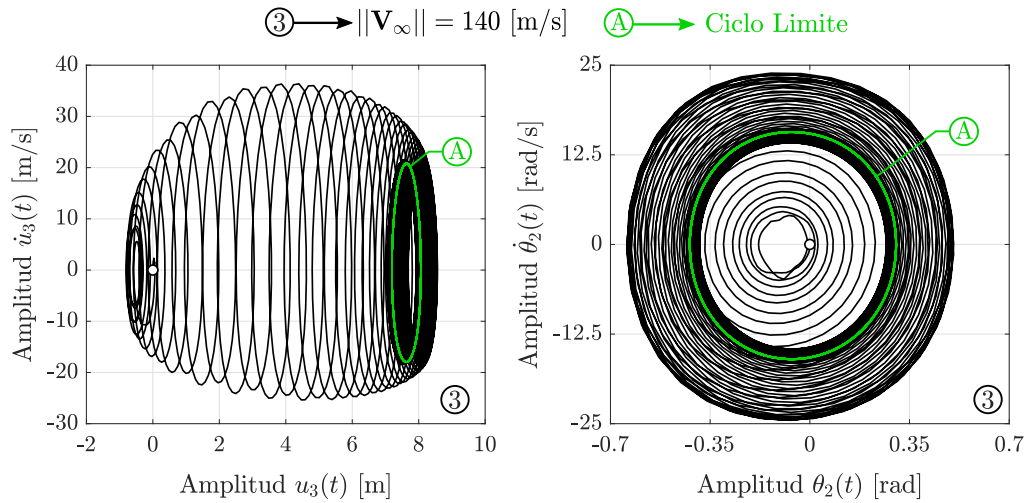 ③ ||V∞|| = 140 [m/s] Ⓐ Ciclo Limite
40
30
20
10
0
-10
-20
-30
-2 0 2 4 6 8 10
Amplitud u̇₃(t) [m/s]
Amplitud u₃(t) [m]
Ⓐ
③
25
12.5
0
-12.5
-25
-0.7 -0.35 0 0.35 0.7
Amplitud θ̇₂(t) [rad/s]
Amplitud θ₂(t) [rad]
Ⓐ
③